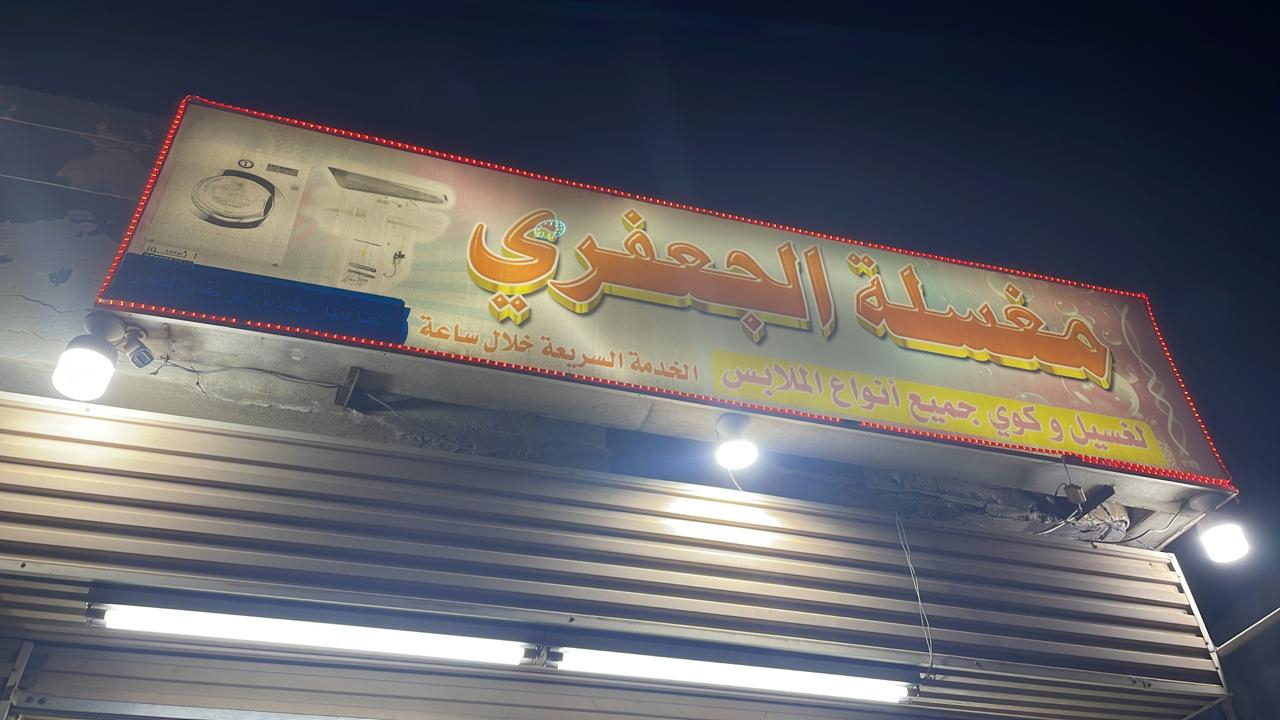 مغسلة الجعفري
لغسيل و كوي جميع أنواع الملابس
الخدمة السريعة خلال ساعة